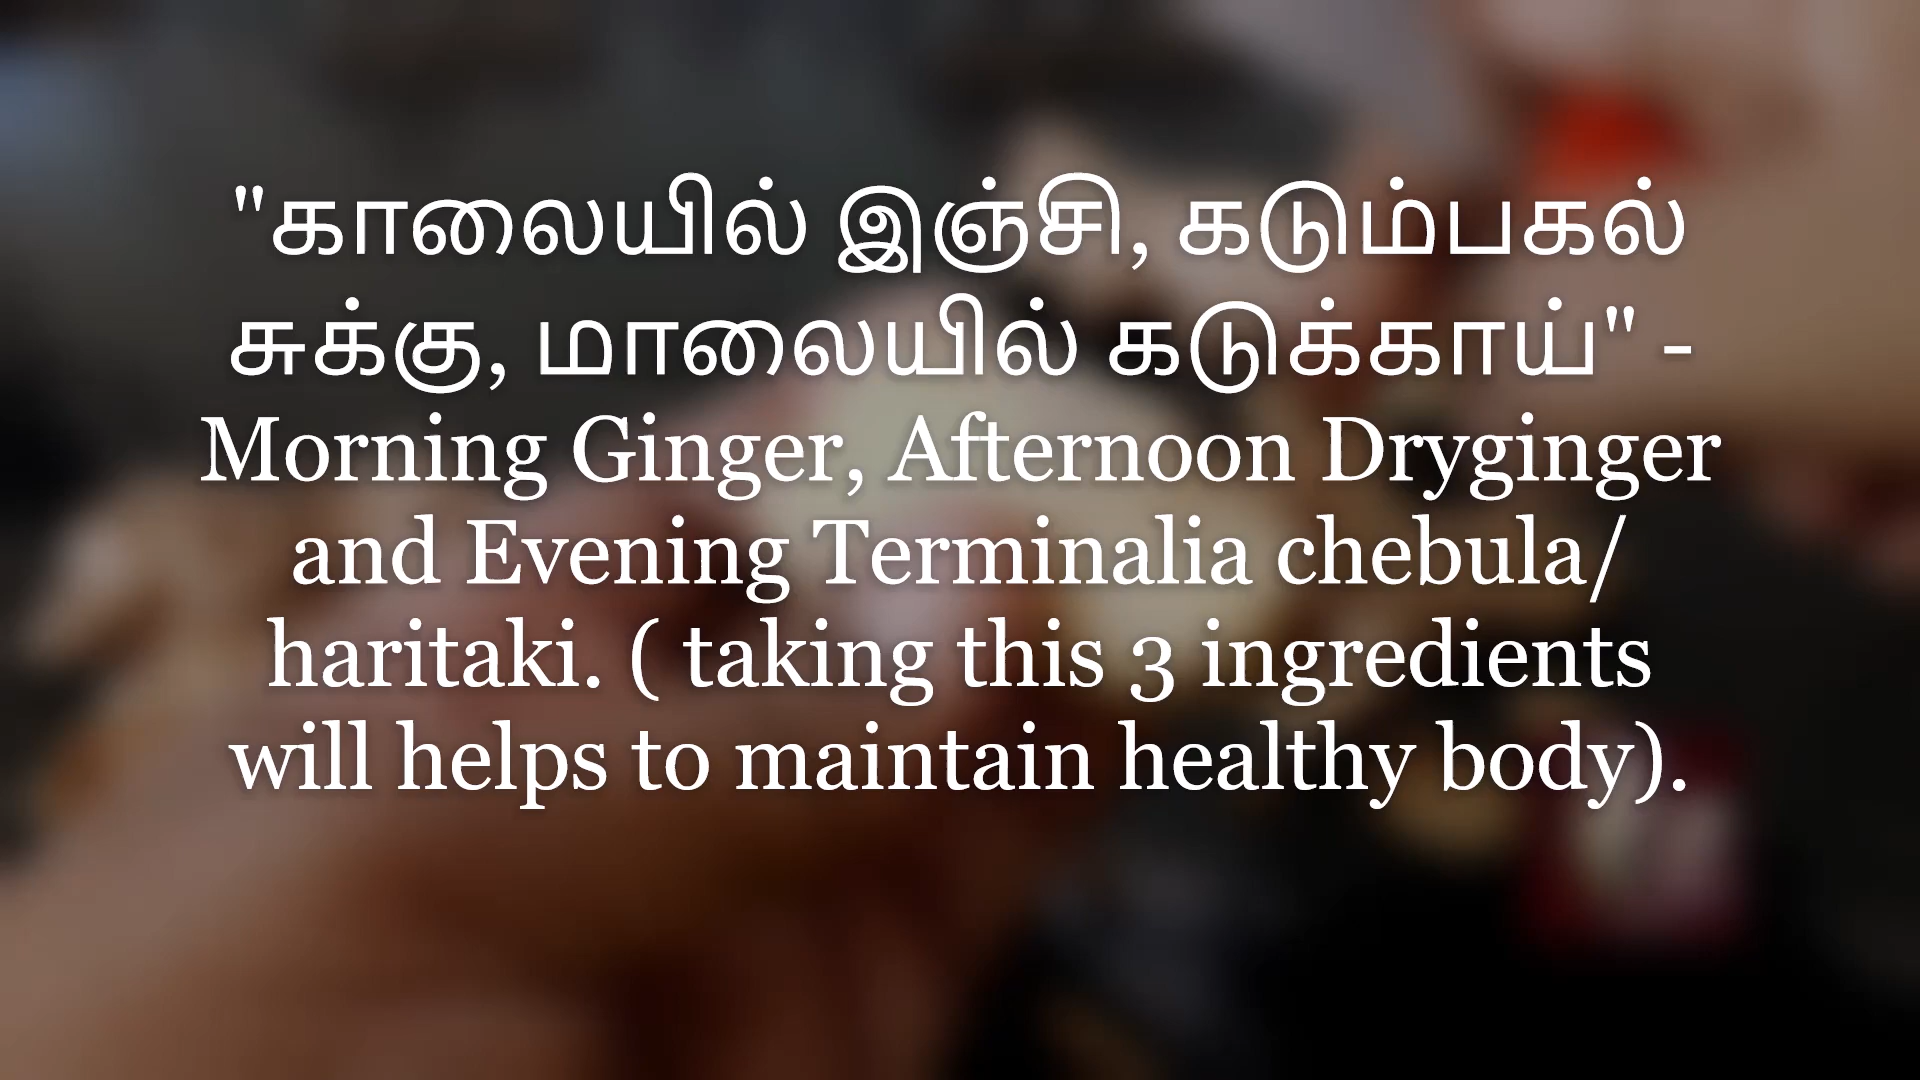 "காலையில் இஞ்சி, கடும்பகல்
சுக்கு, மாலையில் கடுக்காய்" -
Morning Ginger, Afternoon Dryginger
and Evening Terminalia chebula/
haritaki. ( taking this 3 ingredients
will helps to maintain healthy body).